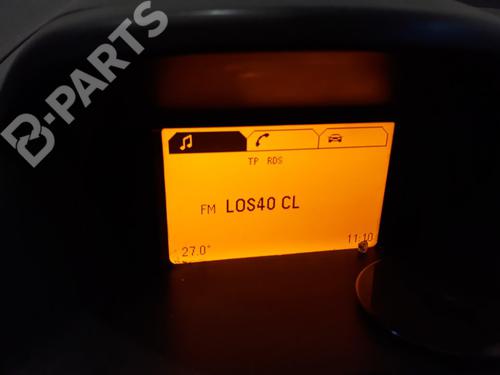 B-PARTS
TP RDS
FM LOS40 CL
27.0° 11:10